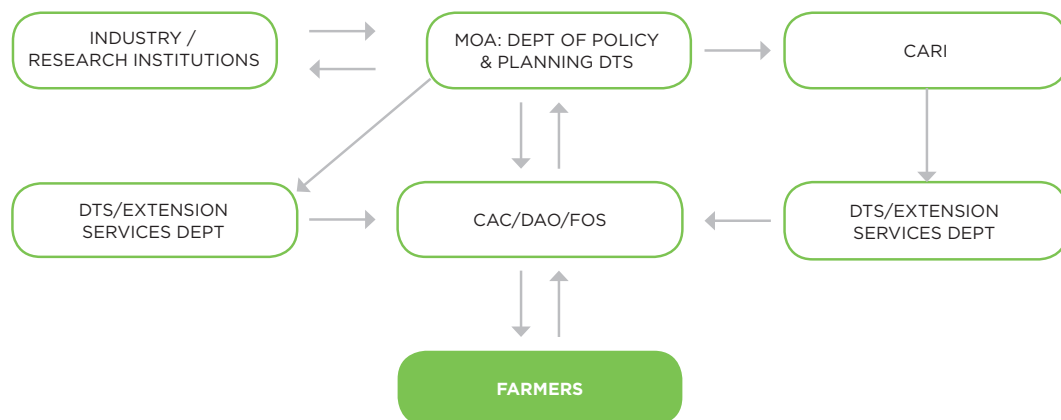 INDUSTRY /
RESEARCH INSTITUTIONS
MOA: DEPT OF POLICY
& PLANNING DTS
CARI
DTS/EXTENSION
SERVICES DEPT
CAC/DAO/FOS
DTS/EXTENSION
SERVICES DEPT
FARMERS